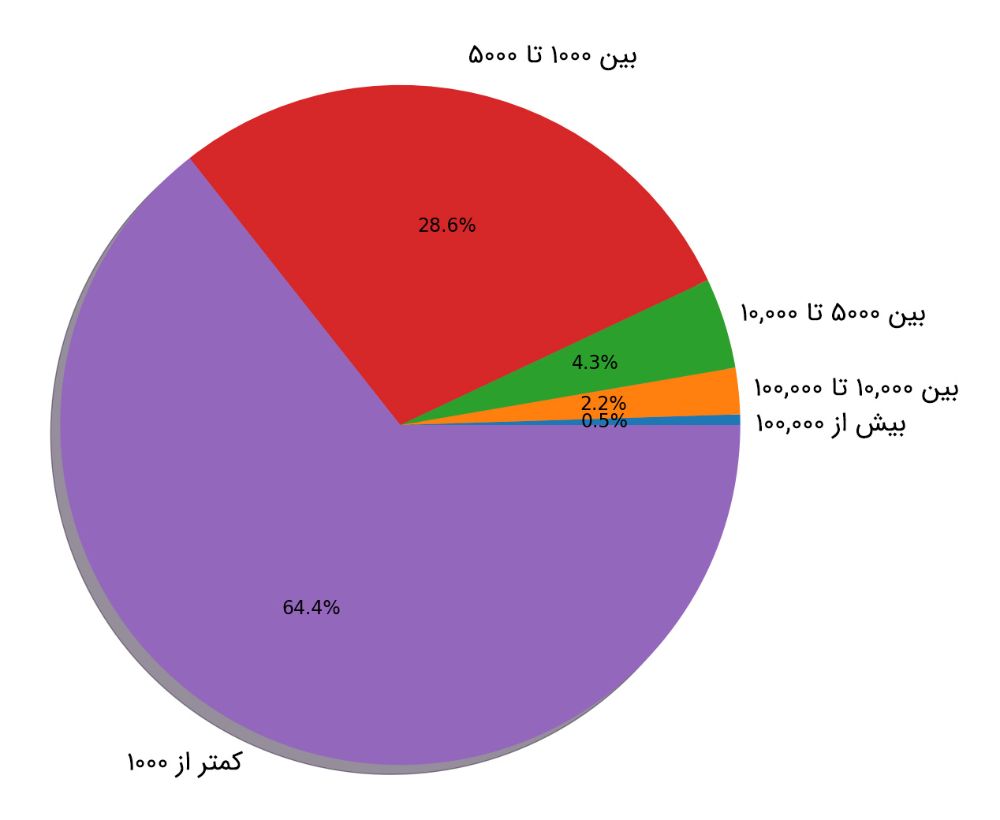 بین ۱۰۰۰ تا ۵۰۰۰
28.6%
بین ۵۰۰۰ تا ۱۰,۰۰۰
4.3%
بین ۱۰,۰۰۰ تا ۱۰۰,۰۰۰
2.2%
بیش از ۱۰۰,۰۰۰
0.5%
64.4%
کمتر از ۱۰۰۰